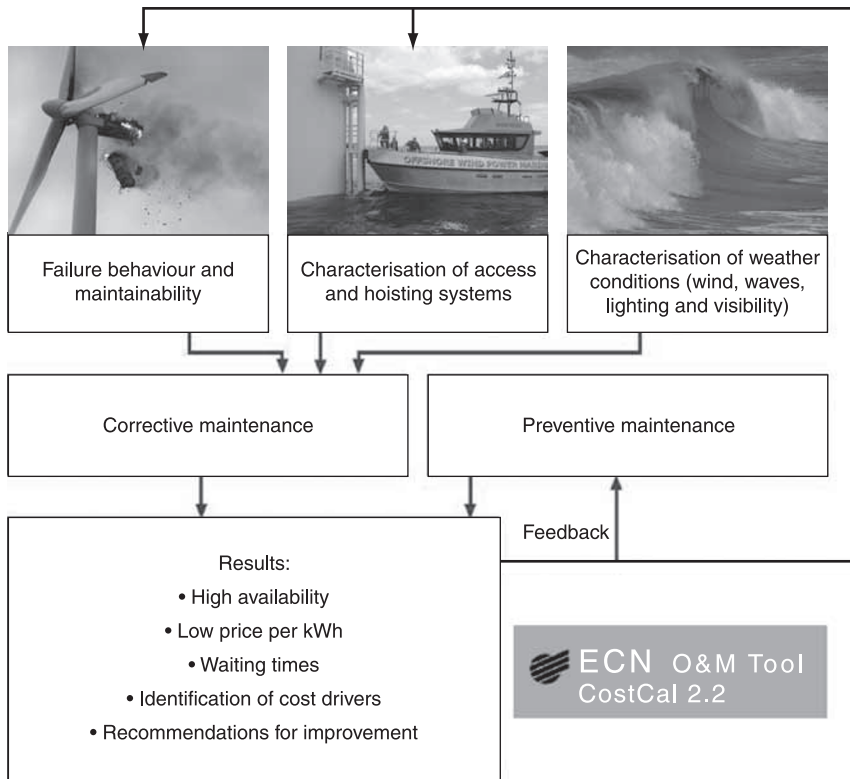 OFFSHORE WIND POWER MARINE
Failure behaviour and
maintainability
Characterisation of access
and hoisting systems
Characterisation of weather
conditions (wind, waves,
lighting and visibility)
Corrective maintenance
Preventive maintenance
Feedback
Results:
• High availability
• Low price per kWh
• Waiting times
• Identification of cost drivers
• Recommendations for improvement
ECN O&M Tool
CostCal 2.2